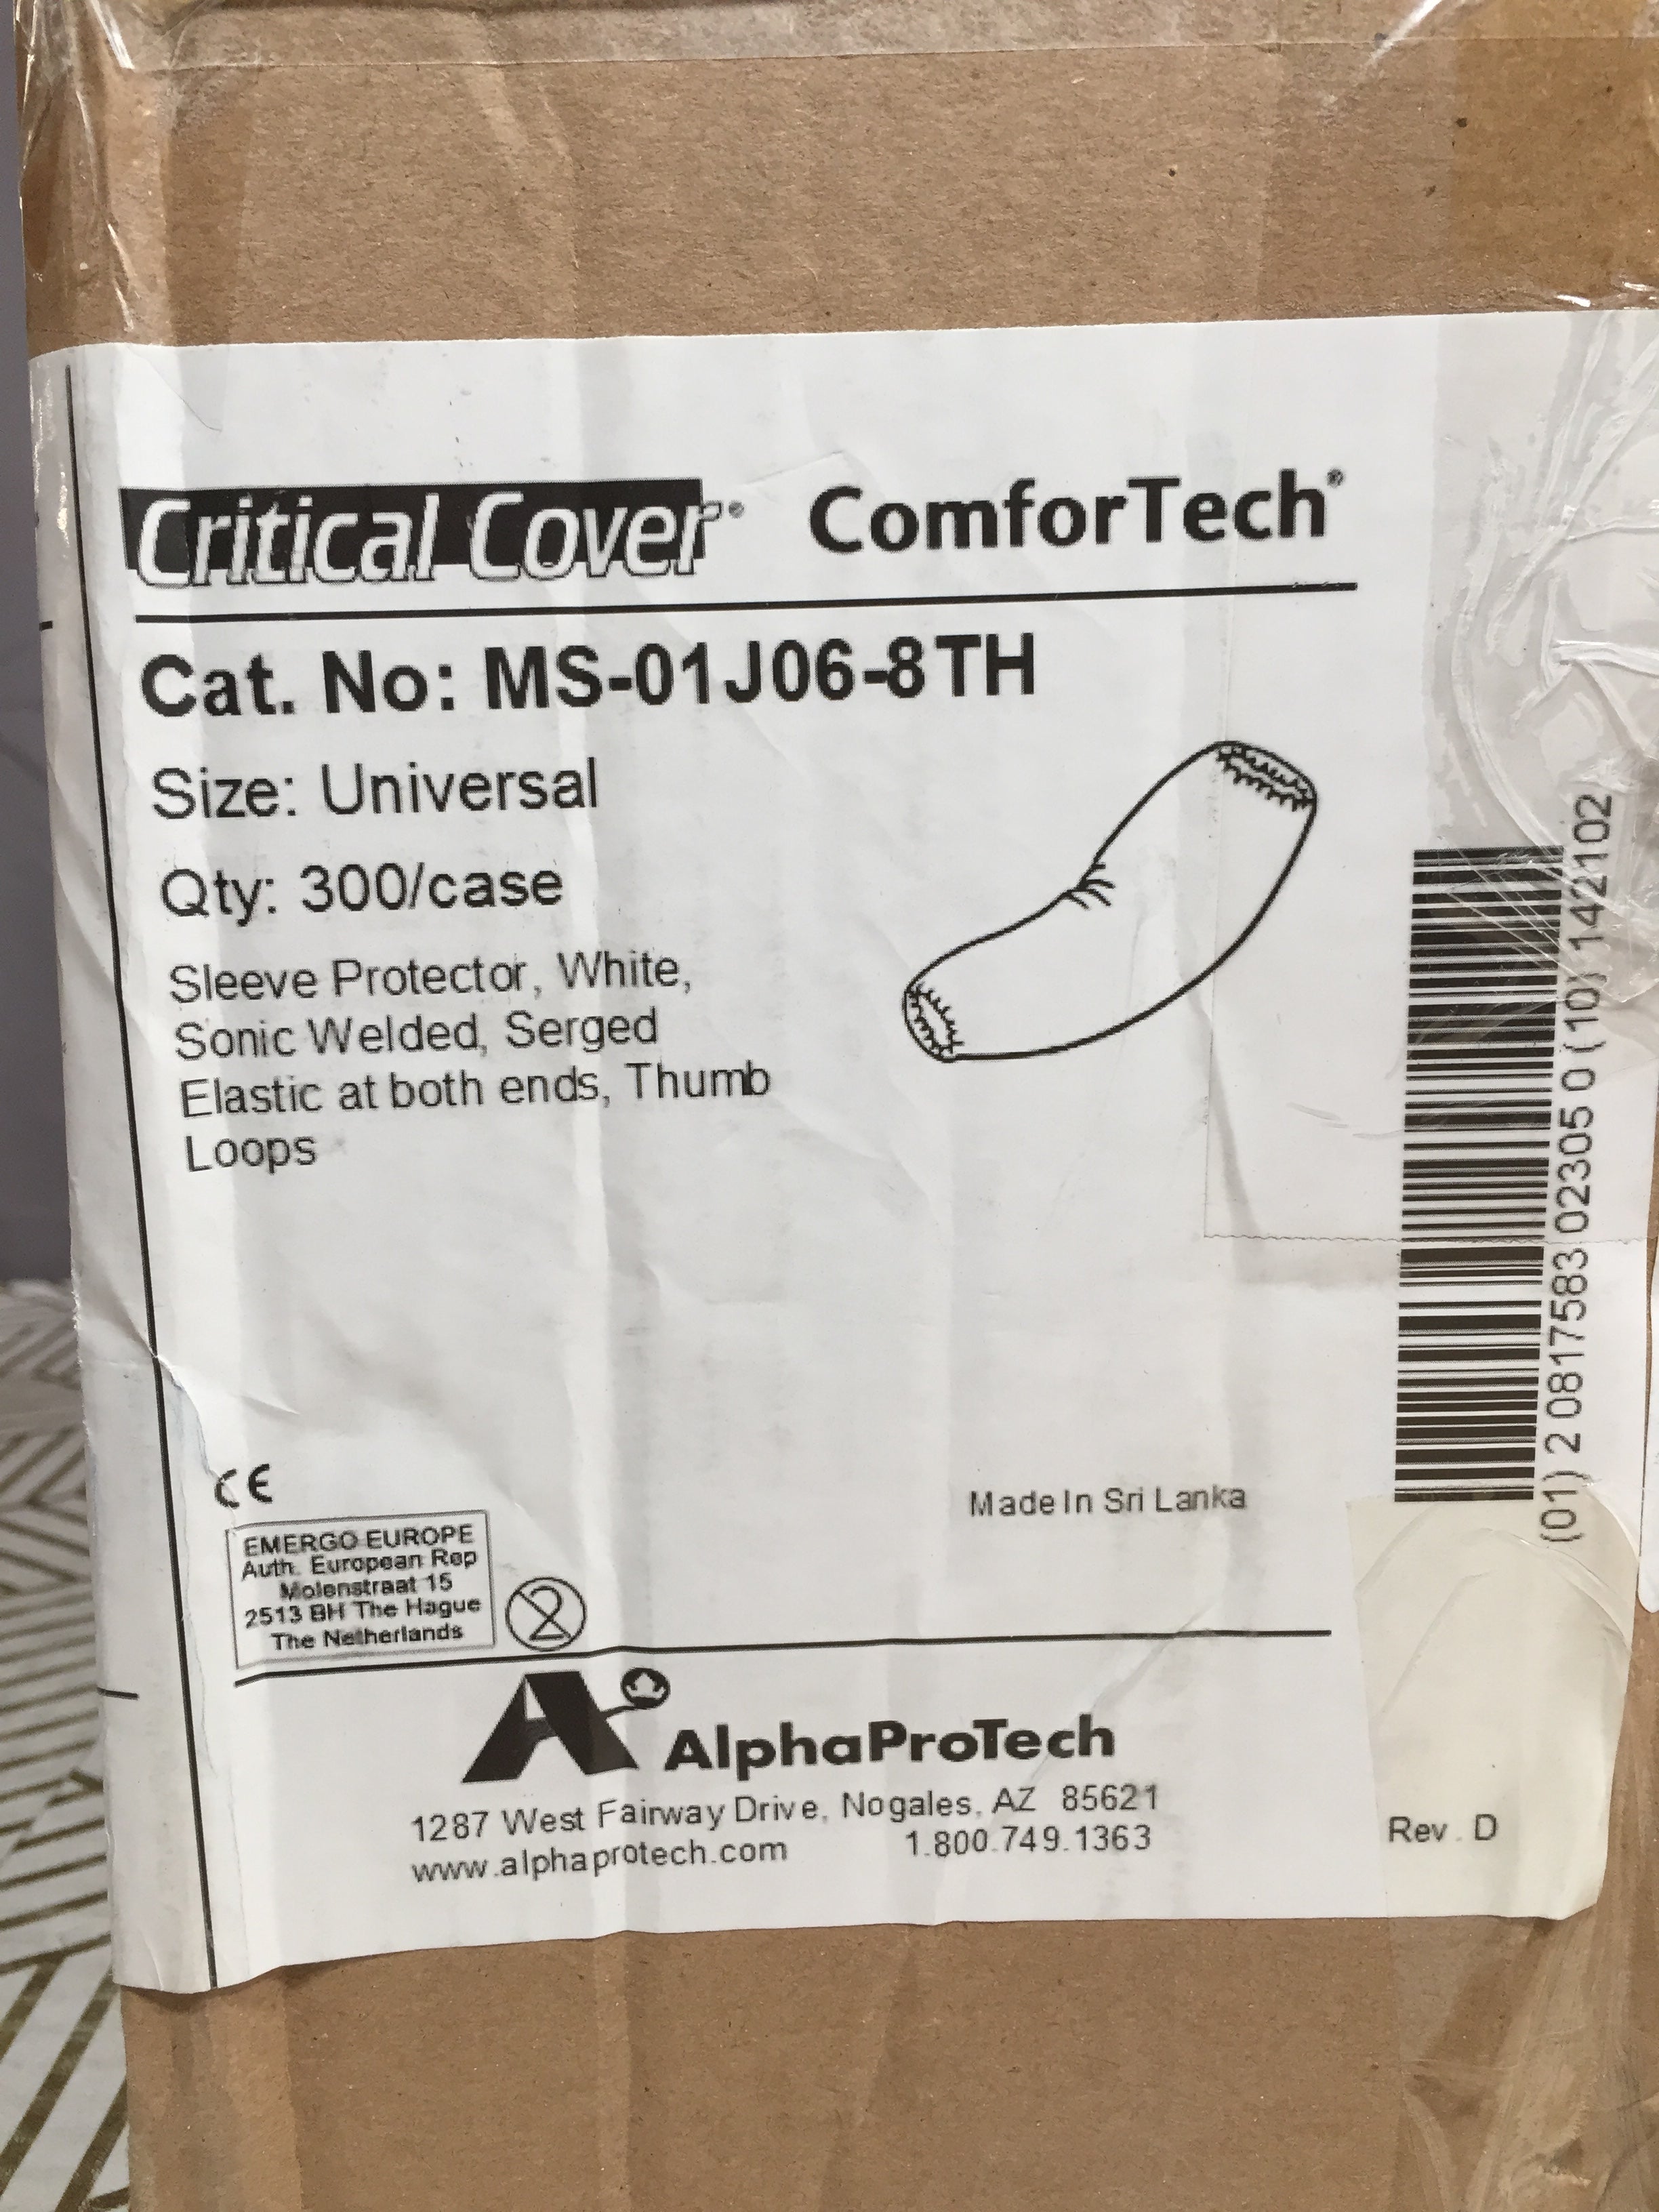 Critical Cover® ComforTech®
Cat. No: MS-01J06-8TH
Size: Universal
Qty: 300/case
Sleeve Protector, White,
Sonic Welded, Serged
Elastic at both ends, Thumb
Loops
(01) 2 0817583 02305 0 (10) 142102
CE
Made In Sri Lanka
EMERGO EUROPE
Auth. European Rep
Molenstraat 15
2513 BH The Hague
The Netherlands
2
AlphaProTech
1287 West Fairway Drive, Nogales, AZ 85621
www.alphaprotech.com 1.800.749.1363
Rev. D